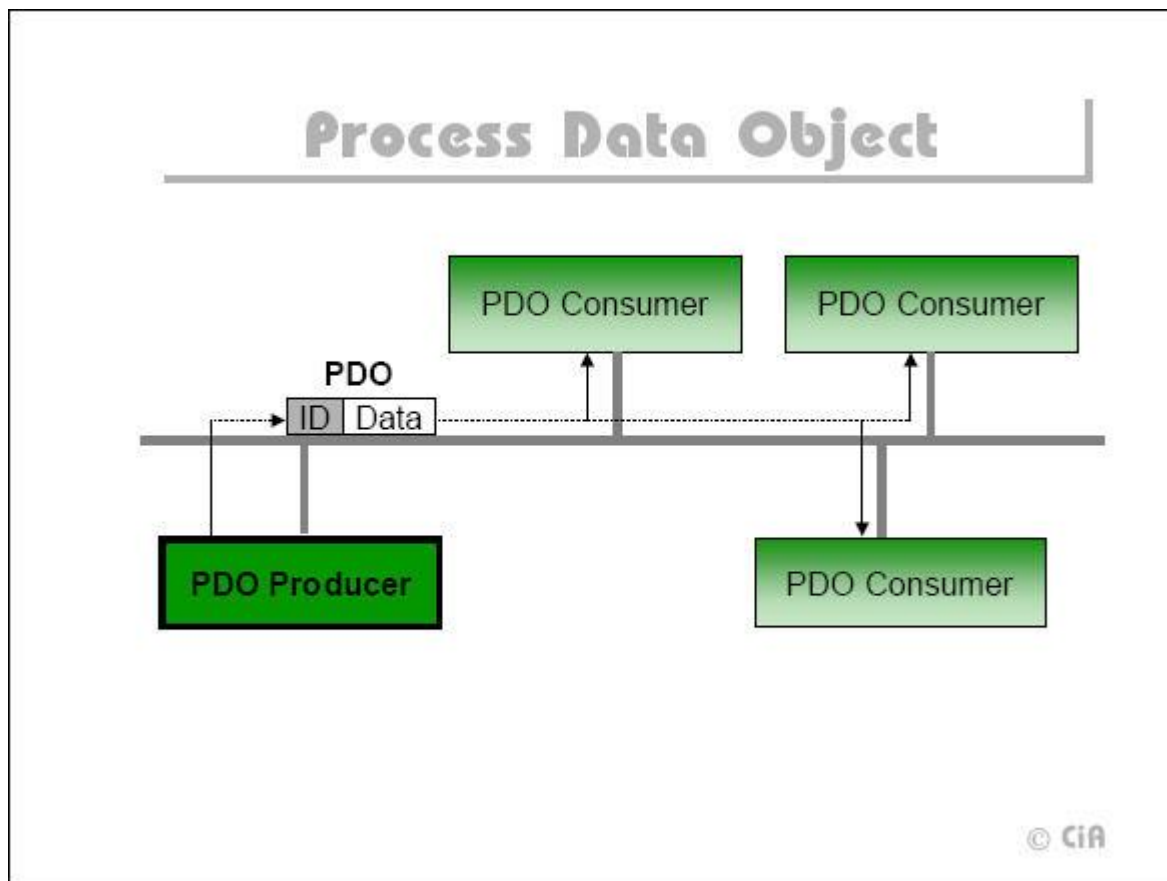 Process Data Object
PDO Consumer
PDO Consumer
PDO
ID
Data
PDO Producer
PDO Consumer
© CiA